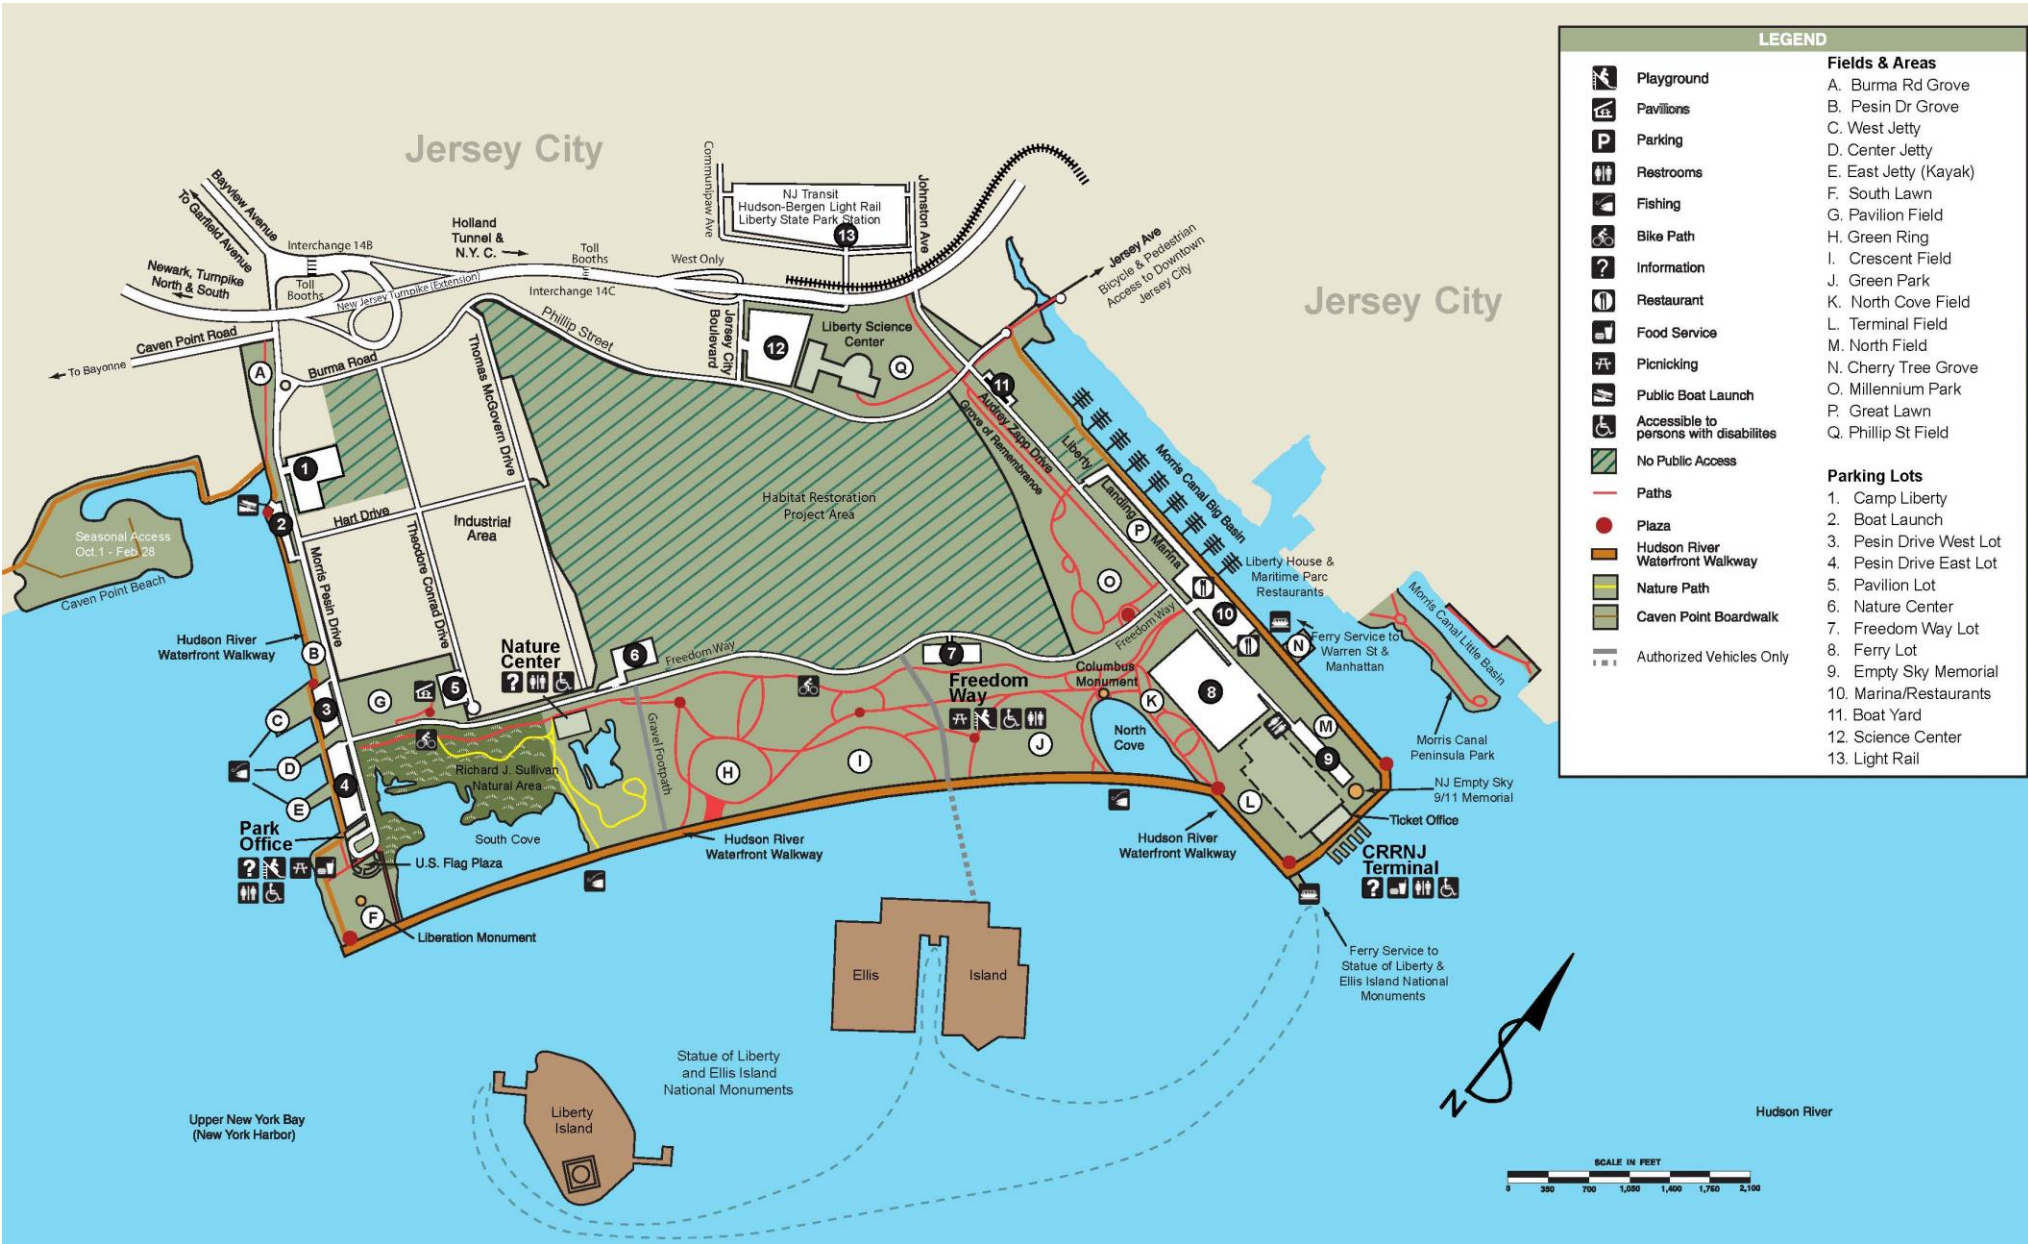 Jersey City
Jersey City
Bayview Avenue
To Garfield Avenue
Newark, Turnpike
North & South
Interchange 14B
Toll
Booths
Holland
Tunnel &
N.Y. C.
Toll
Booths
New Jersey Turnpike (Extension)
Interchange 14C
West Only
Communipaw Ave
NJ Transit
Hudson-Bergen Light Rail
Liberty State Park Station
13
Johnston Ave
Jersey Ave
Bicycle & Pedestrian
Access to Downtown
Jersey City
Caven Point Road
To Bayonne
Burma Road
Phillip Street
Thomas McGovern Drive
Jersey City
Boulevard
12
Liberty Science
Center
Q
A
11
Audrey Zapp Drive
Grove of Remembrance
Liberty
Landing
Marina
P
Morris Canal Big Basin
1
2
Hart Drive
Industrial
Area
Theodore Conrad Drive
Morris Pesin Drive
Habitat Restoration
Project Area
Seasonal Access
Oct.1 - Feb.28
Caven Point Beach
Hudson River
Waterfront Walkway
B
O
Liberty House &
Maritime Parc
Restaurants
10
N
Ferry Service to
Warren St &
Manhattan
Morris Canal Little Basin
Morris Canal
Peninsula Park
Nature
Center
?
6
Freedom Way
7
Freedom Way
Columbus
Monument
Freedom
Way
G
5
3
C
D
E
4
Richard J. Sullivan
Natural Area
Gravel Footpath
H
I
J
North
Cove
K
8
M
9
L
NJ Empty Sky
9/11 Memorial
Ticket Office
CRRNJ
Terminal
?
Park
Office
?
South Cove
U.S. Flag Plaza
F
Liberation Monument
Hudson River
Waterfront Walkway
Hudson River
Waterfront Walkway
Ellis
Island
Ferry Service to
Statue of Liberty &
Ellis Island National
Monuments
Statue of Liberty
and Ellis Island
National Monuments
Liberty
Island
Upper New York Bay
(New York Harbor)
Hudson River
N
SCALE IN FEET
0 350 700 1,050 1,400 1,750 2,100
LEGEND
Playground
Pavilions
P Parking
Restrooms
Fishing
Bike Path
? Information
Restaurant
Food Service
Picnicking
Public Boat Launch
Accessible to
persons with disabilites
No Public Access
Paths
Plaza
Hudson River
Waterfront Walkway
Nature Path
Caven Point Boardwalk
Authorized Vehicles Only
Fields & Areas
A. Burma Rd Grove
B. Pesin Dr Grove
C. West Jetty
D. Center Jetty
E. East Jetty (Kayak)
F. South Lawn
G. Pavilion Field
H. Green Ring
I. Crescent Field
J. Green Park
K. North Cove Field
L. Terminal Field
M. North Field
N. Cherry Tree Grove
O. Millennium Park
P. Great Lawn
Q. Phillip St Field
Parking Lots
1. Camp Liberty
2. Boat Launch
3. Pesin Drive West Lot
4. Pesin Drive East Lot
5. Pavilion Lot
6. Nature Center
7. Freedom Way Lot
8. Ferry Lot
9. Empty Sky Memorial
10. Marina/Restaurants
11. Boat Yard
12. Science Center
13. Light Rail